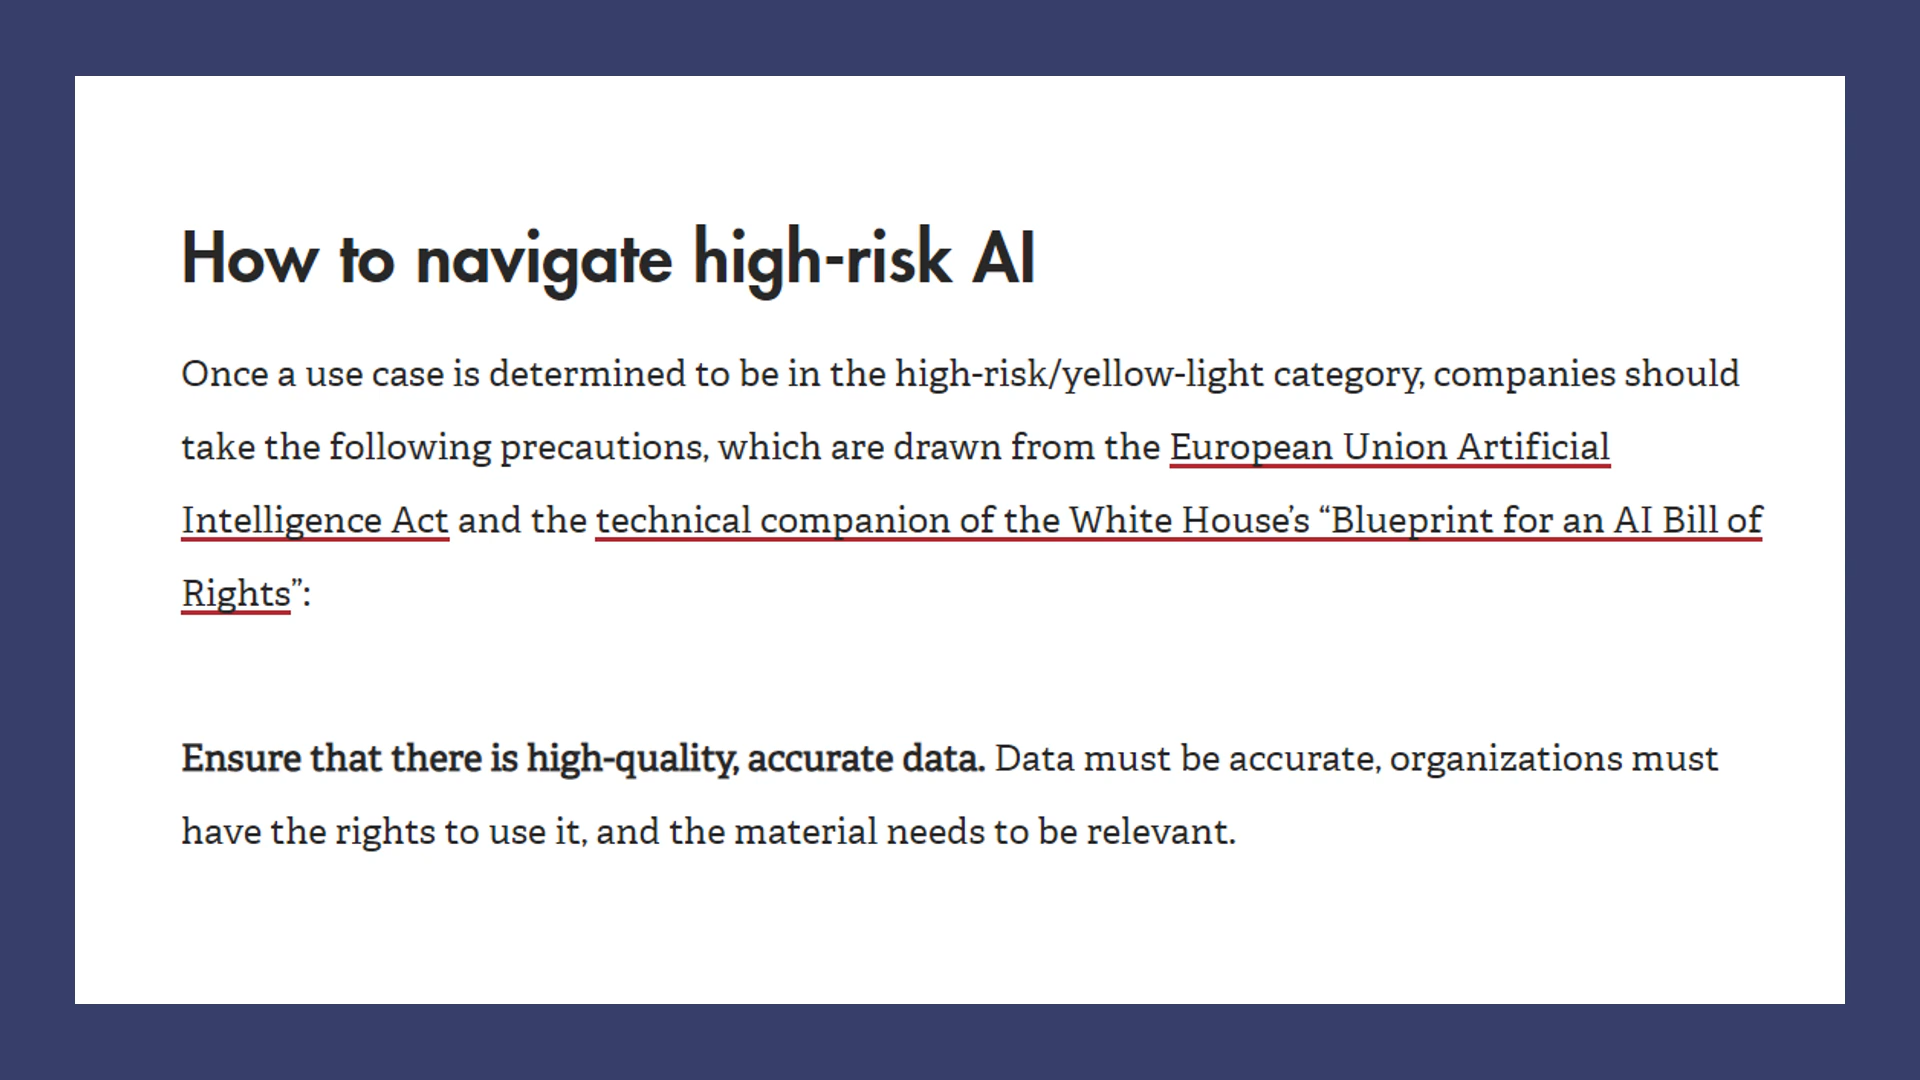 How to navigate high-risk AI
Once a use case is determined to be in the high-risk/yellow-light category, companies should
take the following precautions, which are drawn from the European Union Artificial
Intelligence Act and the technical companion of the White House’s “Blueprint for an AI Bill of
Rights”:
Ensure that there is high-quality, accurate data. Data must be accurate, organizations must
have the rights to use it, and the material needs to be relevant.